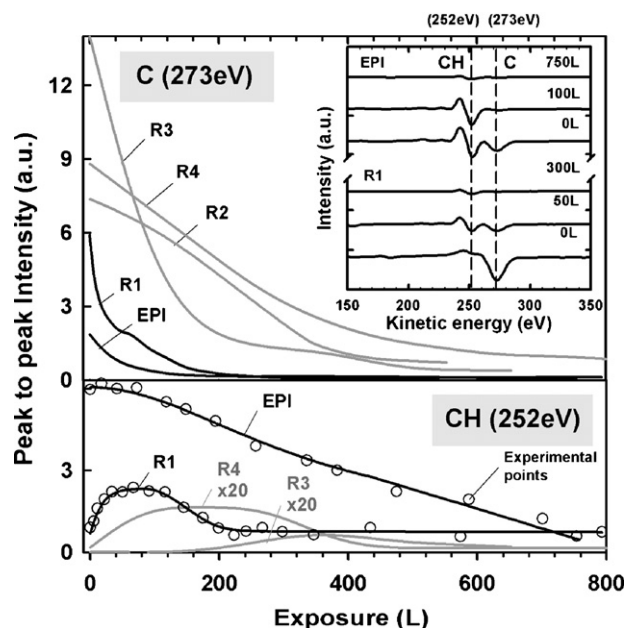 (252eV) (273eV)
C (273eV)
EPI CH C 750L
100L
0L
300L
R1
50L
0L
Intensity (a.u.)
150 200 250 300 350
Kinetic energy (eV)
R3
R4
R2
R1
EPI
12
9
6
3
0
Peak to peak Intensity (a.u.)
CH (252eV)
EPI
Experimental
points
R1
R4
x20
R3
x20
3
0
0 200 400 600 800
Exposure (L)